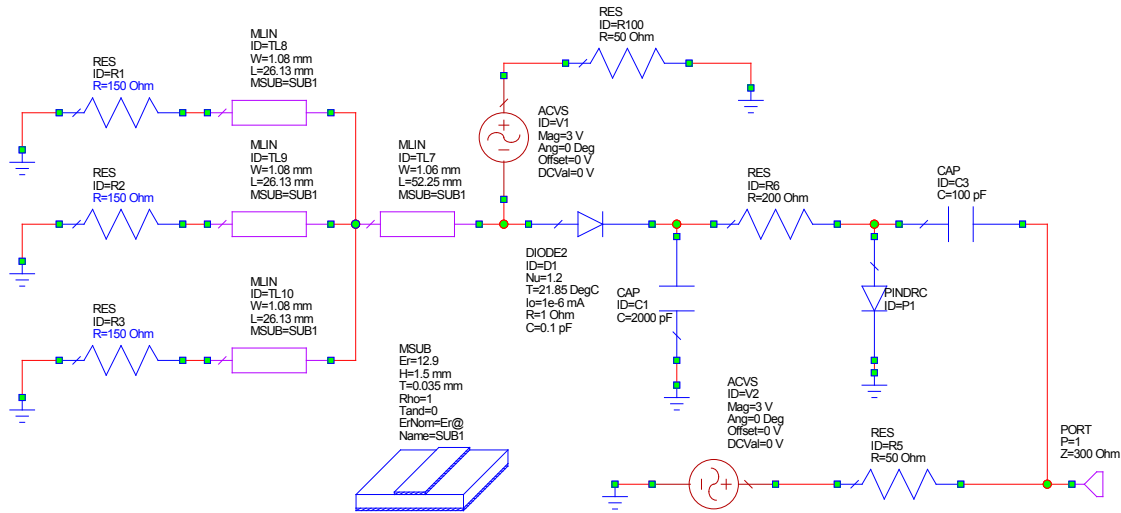 RES
ID=R1
R=150 Ohm
MLIN
ID=TL8
W=1.08 mm
L=26.13 mm
MSUB=SUB1
RES
ID=R100
R=50 Ohm
ACVS
ID=V1
Mag=3 V
Ang=0 Deg
Offset=0 V
DCVal=0 V
RES
ID=R2
R=150 Ohm
MLIN
ID=TL9
W=1.08 mm
L=26.13 mm
MSUB=SUB1
MLIN
ID=TL7
W=1.06 mm
L=52.25 mm
MSUB=SUB1
RES
ID=R6
R=200 Ohm
CAP
ID=C3
C=100 pF
DIODE2
ID=D1
Nu=1.2
T=21.85 DegC
Io=1e-6 mA
R=1 Ohm
C=0.1 pF
CAP
ID=C1
C=2000 pF
PINDRC
ID=P1
RES
ID=R3
R=150 Ohm
MLIN
ID=TL10
W=1.08 mm
L=26.13 mm
MSUB=SUB1
MSUB
Er=12.9
H=1.5 mm
T=0.035 mm
Rho=1
Tand=0
ErNom=Er@
Name=SUB1
ACVS
ID=V2
Mag=3 V
Ang=0 Deg
Offset=0 V
DCVal=0 V
RES
ID=R5
R=50 Ohm
PORT
P=1
Z=300 Ohm